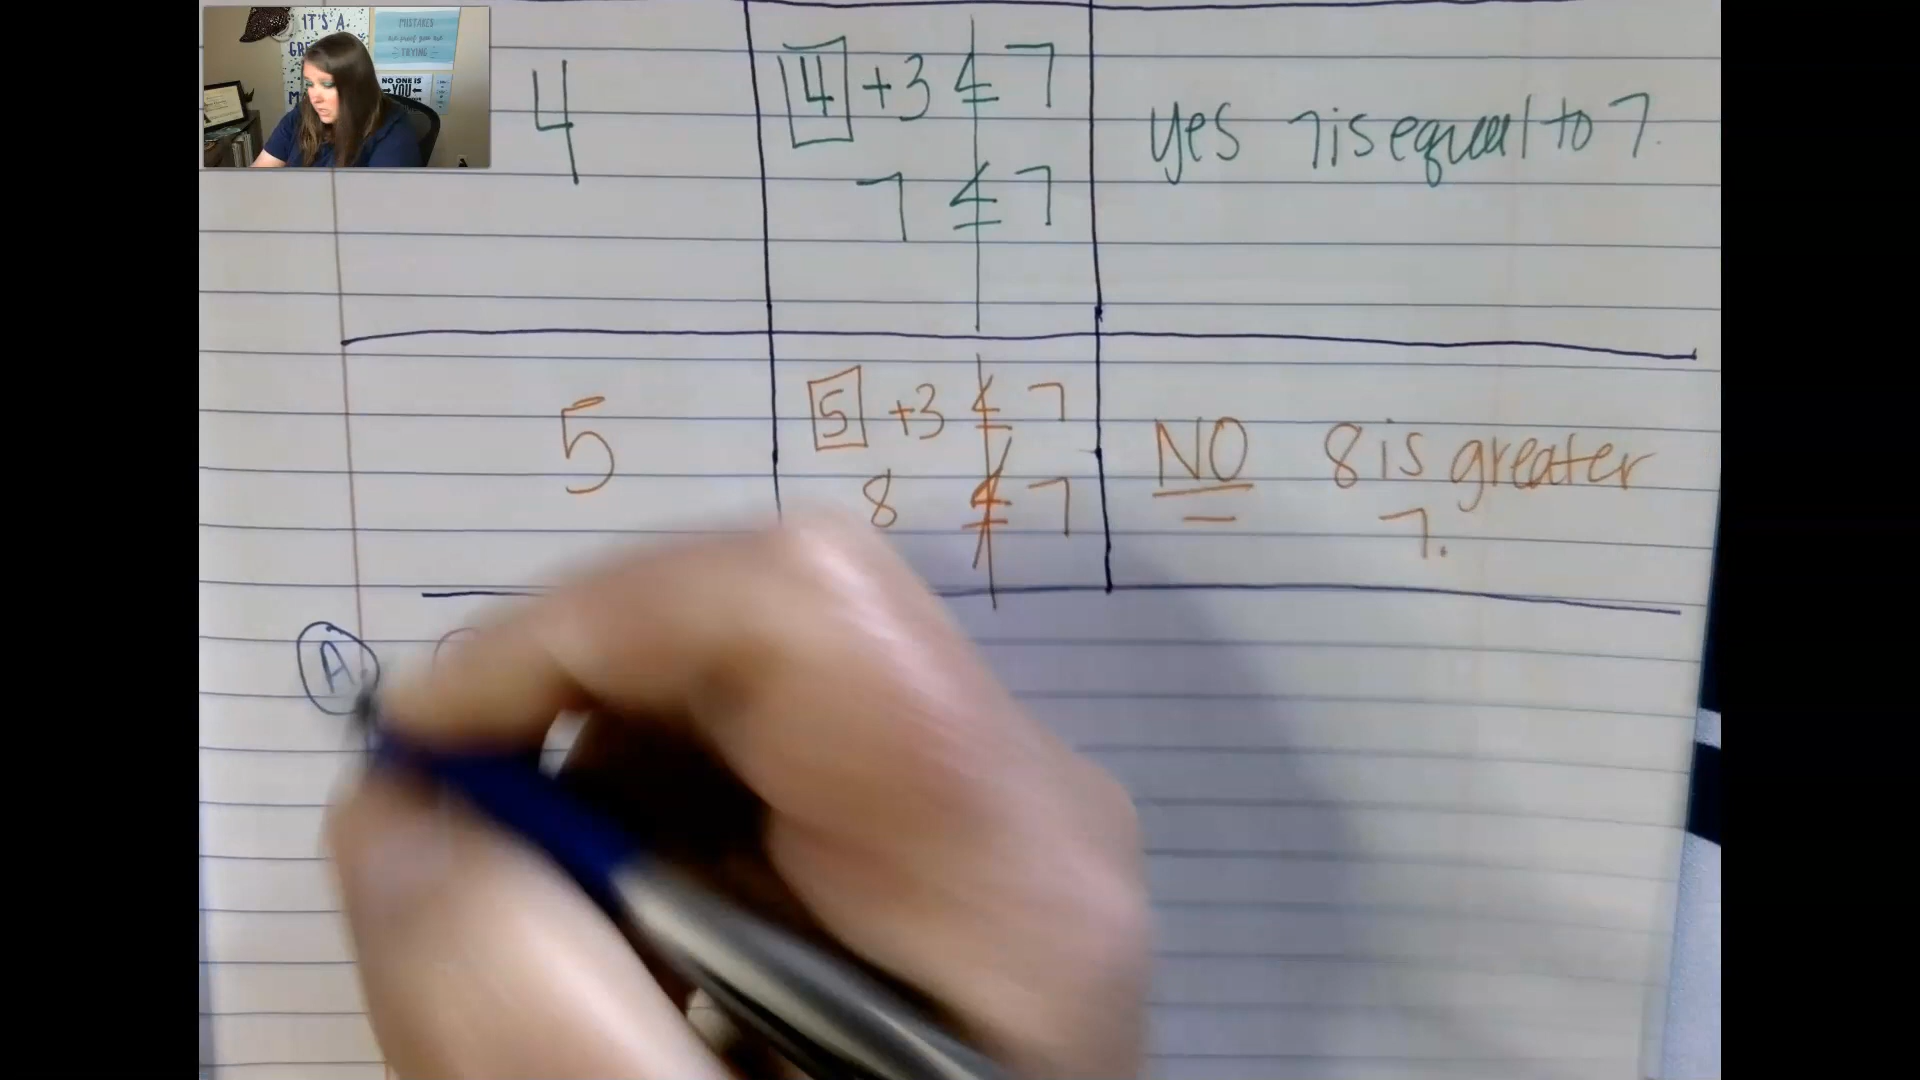 IT'S A
MISTAKES
TRYING
NO ONE IS
YOU
4
4 +3 ≤ 7
7 ≤ 7
yes 7 is equal to 7.
5
5 +3 ≤ 7
8 ≰ 7
NO 8 is greater
7.
A